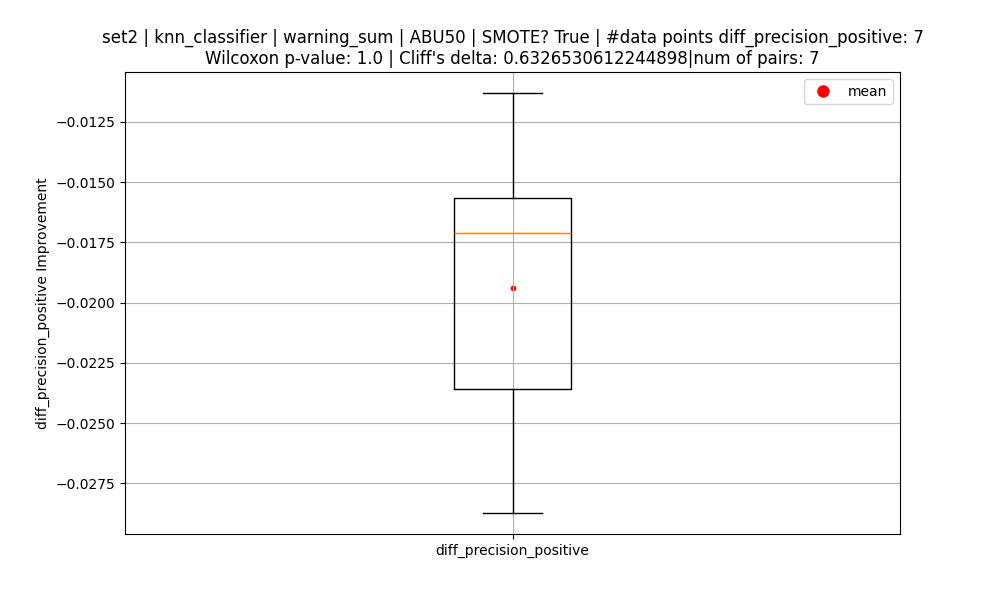 set2 | knn_classifier | warning_sum | ABU50 | SMOTE? True | #data points diff_precision_positive: 7
Wilcoxon p-value: 1.0 | Cliff's delta: 0.6326530612244898|num of pairs: 7
mean
−0.0125
−0.0150
−0.0175
−0.0200
−0.0225
−0.0250
−0.0275
diff_precision_positive Improvement
diff_precision_positive